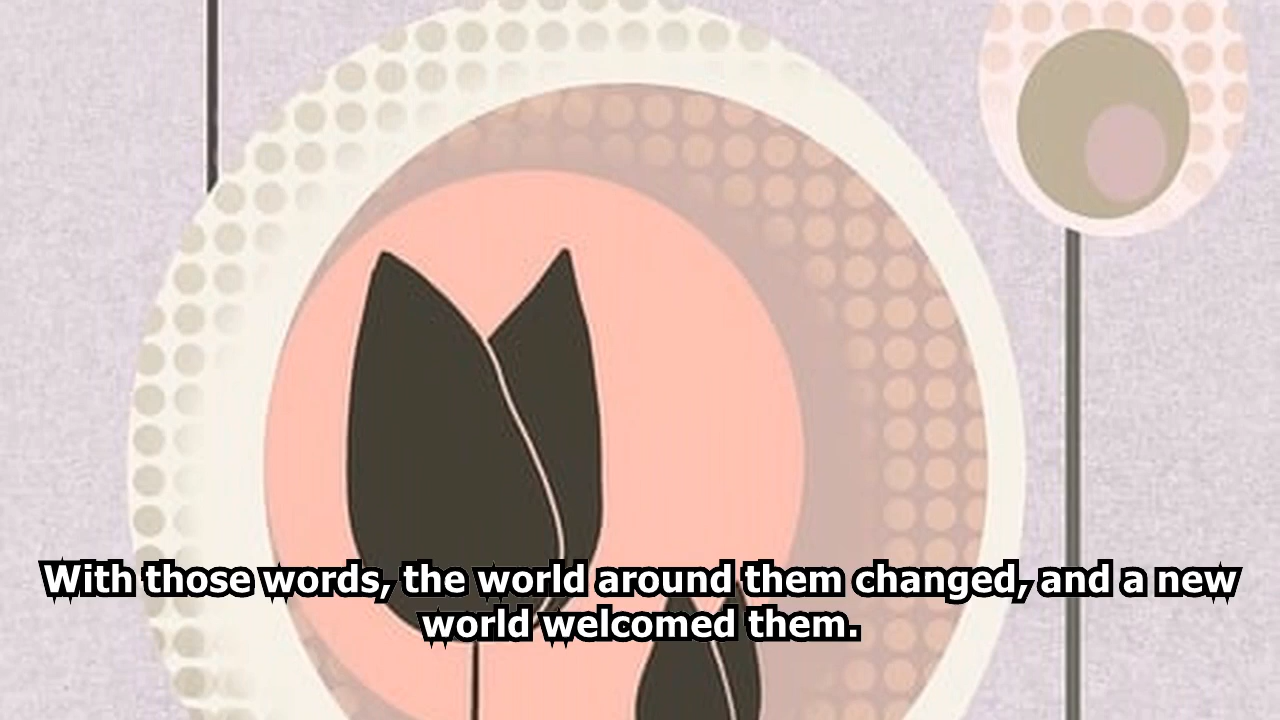 With those words, the world around them changed, and a new
world welcomed them.